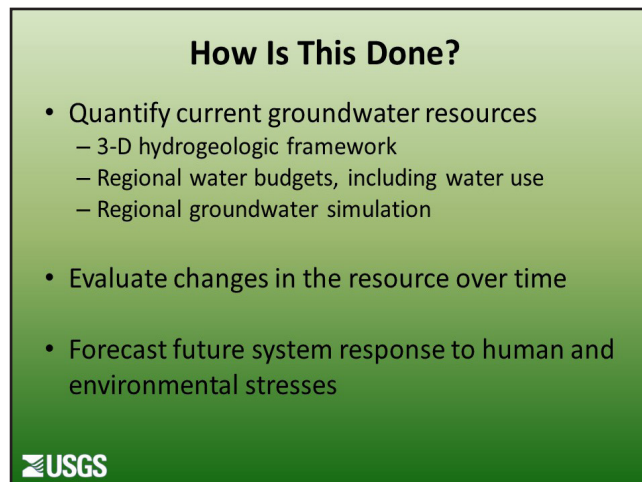 How Is This Done?
• Quantify current groundwater resources
– 3-D hydrogeologic framework
– Regional water budgets, including water use
– Regional groundwater simulation
• Evaluate changes in the resource over time
• Forecast future system response to human and
environmental stresses
USGS